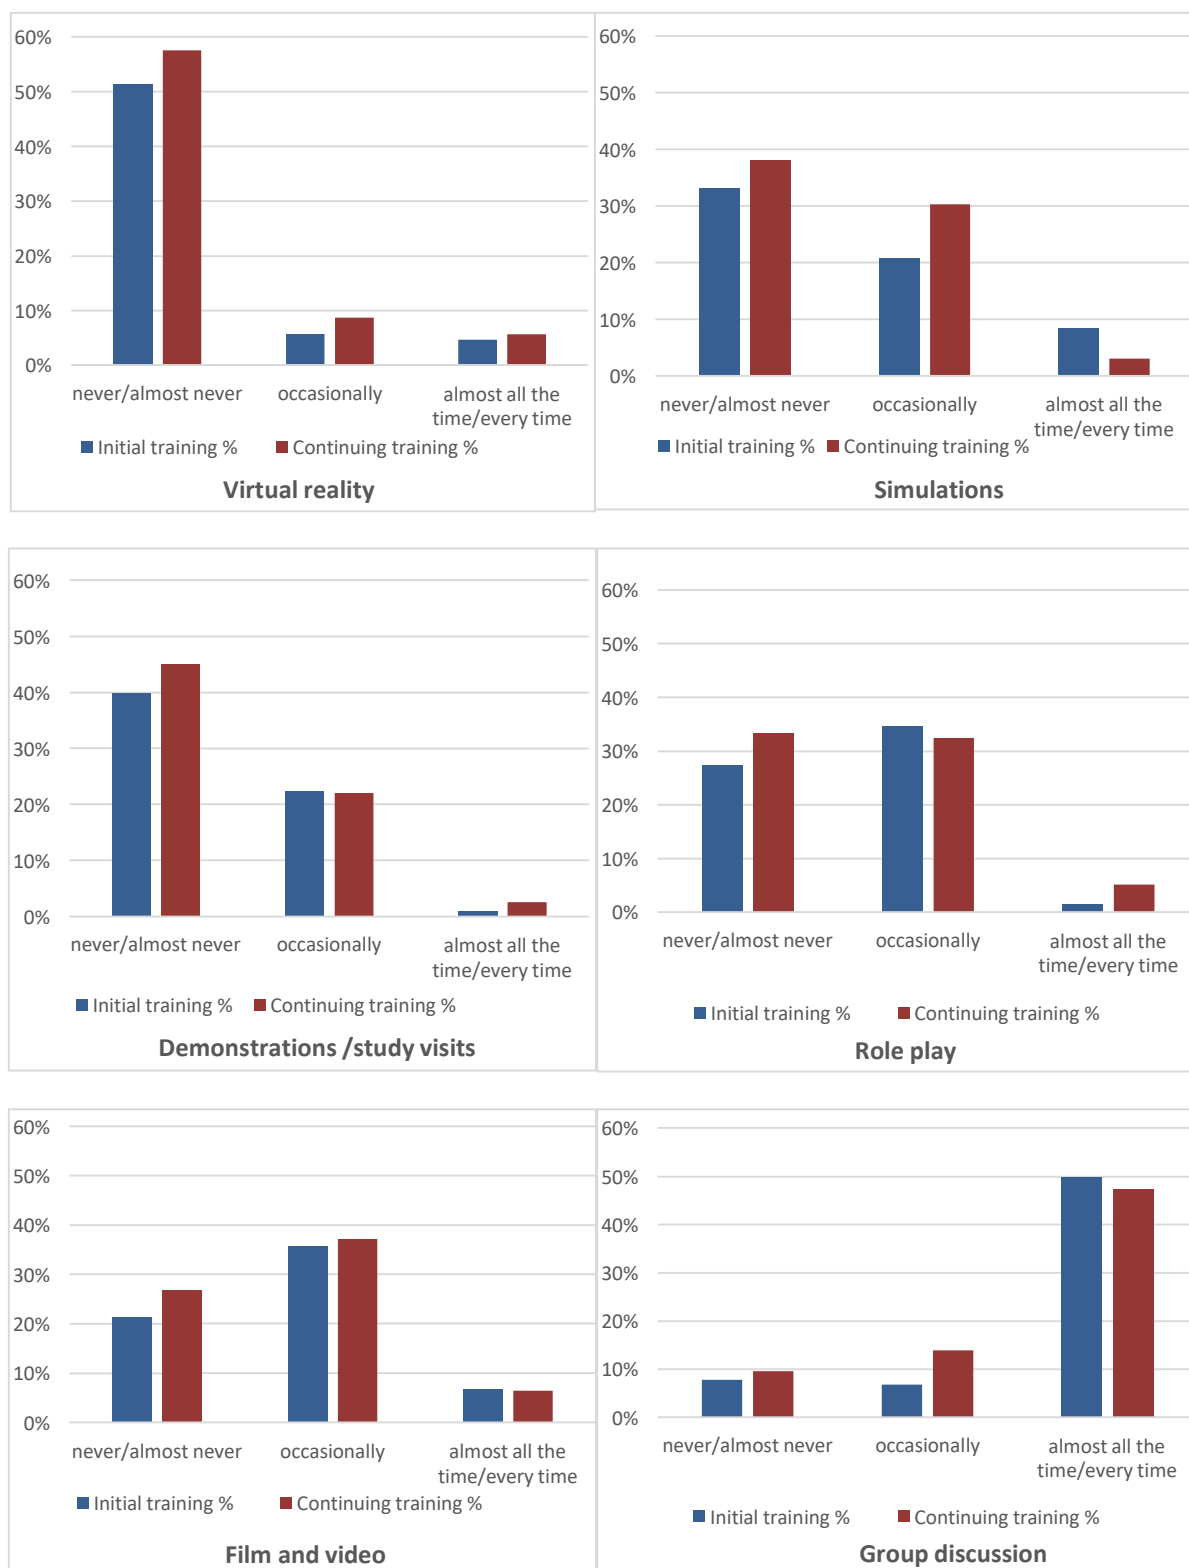 60%
50%
40%
30%
20%
10%
0%
never/almost never
occasionally
almost all the
time/every time
Initial training %
Continuing training %
Virtual reality
60%
50%
40%
30%
20%
10%
0%
never/almost never
occasionally
almost all the
time/every time
Initial training %
Continuing training %
Simulations
60%
50%
40%
30%
20%
10%
0%
never/almost never
occasionally
almost all the
time/every time
Initial training %
Continuing training %
Demonstrations /study visits
60%
50%
40%
30%
20%
10%
0%
never/almost never
occasionally
almost all the
time/every time
Initial training %
Continuing training %
Role play
60%
50%
40%
30%
20%
10%
0%
never/almost never
occasionally
almost all the
time/every time
Initial training %
Continuing training %
Film and video
60%
50%
40%
30%
20%
10%
0%
never/almost never
occasionally
almost all the
time/every time
Initial training %
Continuing training %
Group discussion